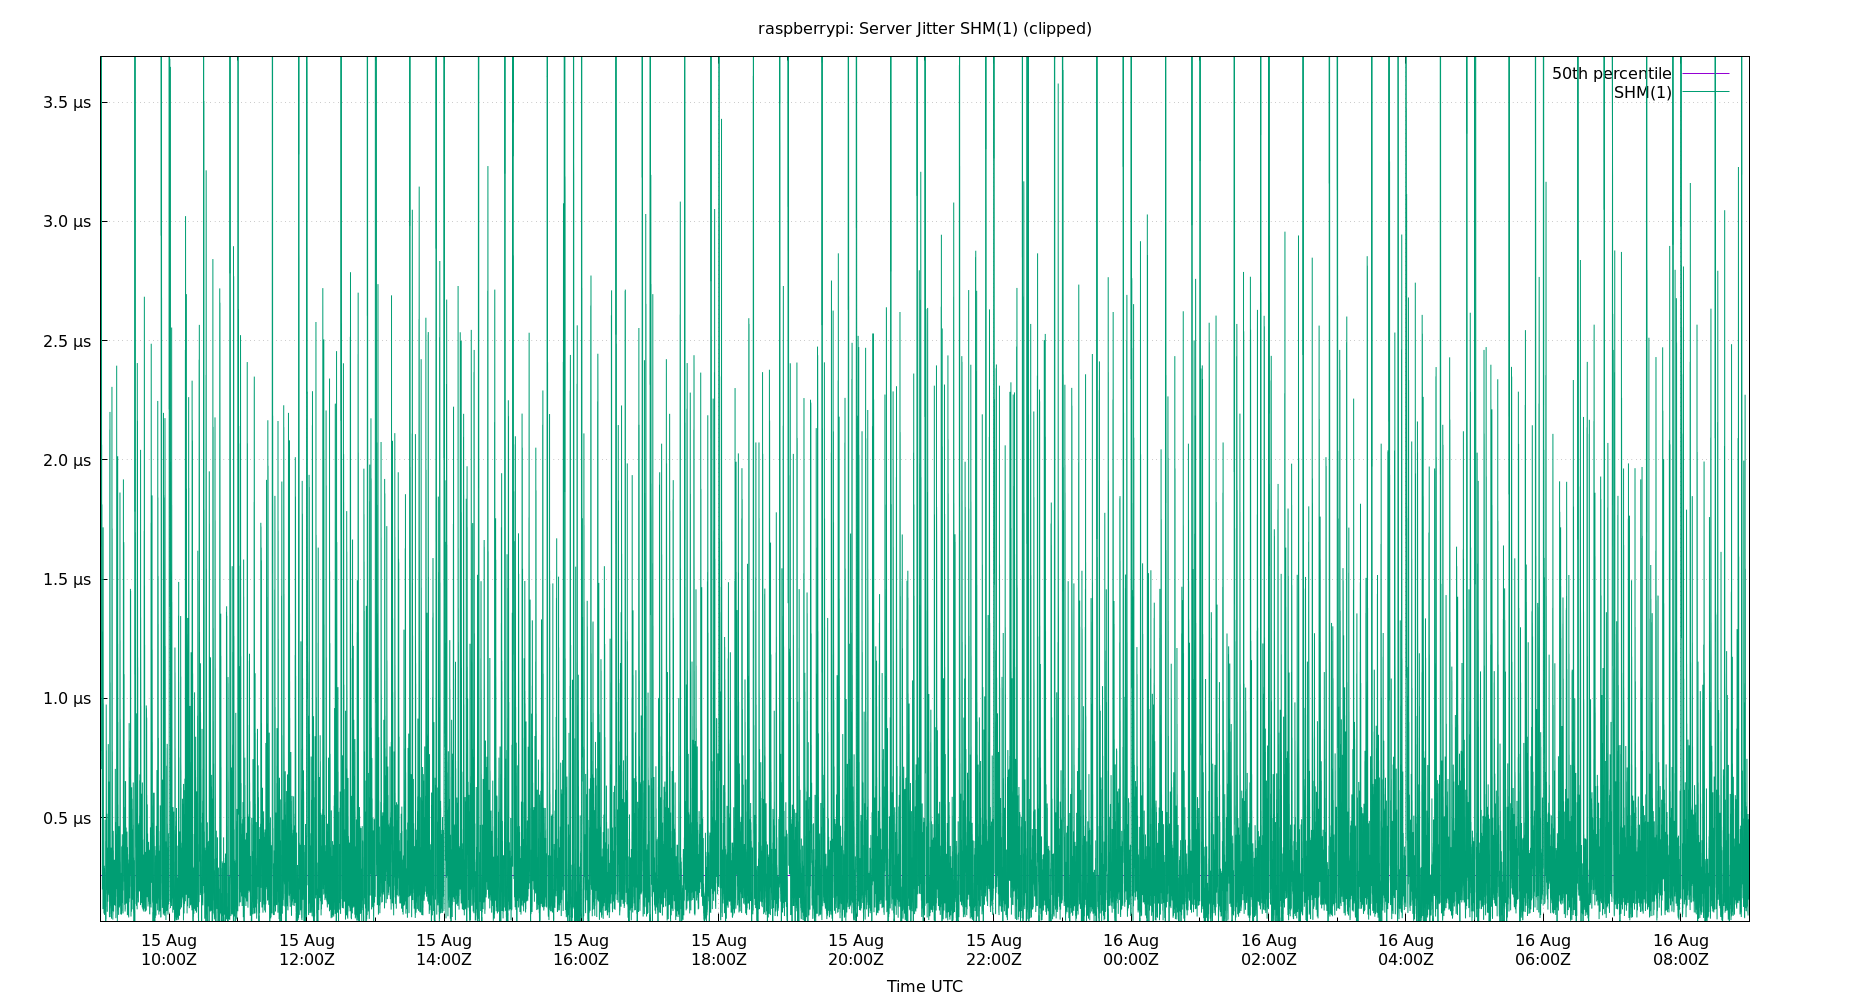 raspberrypi: Server Jitter SHM(1) (clipped)
50th percentile
SHM(1)
3.5 µs
3.0 µs
2.5 µs
2.0 µs
1.5 µs
1.0 µs
0.5 µs
15 Aug 15 Aug 15 Aug 15 Aug 15 Aug 15 Aug 15 Aug 16 Aug 16 Aug 16 Aug 16 Aug 16 Aug
10:00Z 12:00Z 14:00Z 16:00Z 18:00Z 20:00Z 22:00Z 00:00Z 02:00Z 04:00Z 06:00Z 08:00Z
Time UTC